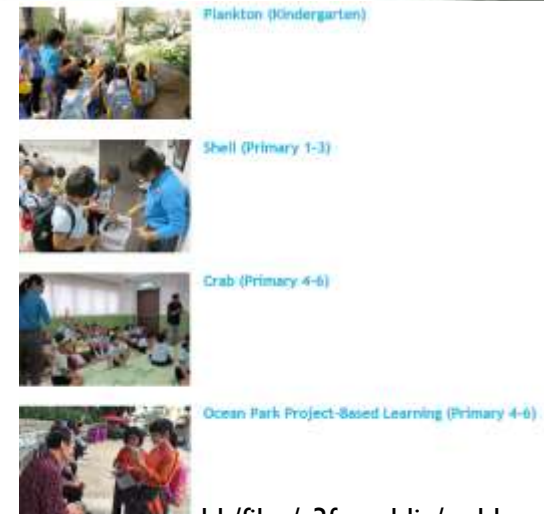 Plankton (Kindergarten)
Shell (Primary 1-3)
Crab (Primary 4-6)
Ocean Park Project-Based Learning (Primary 4-6)